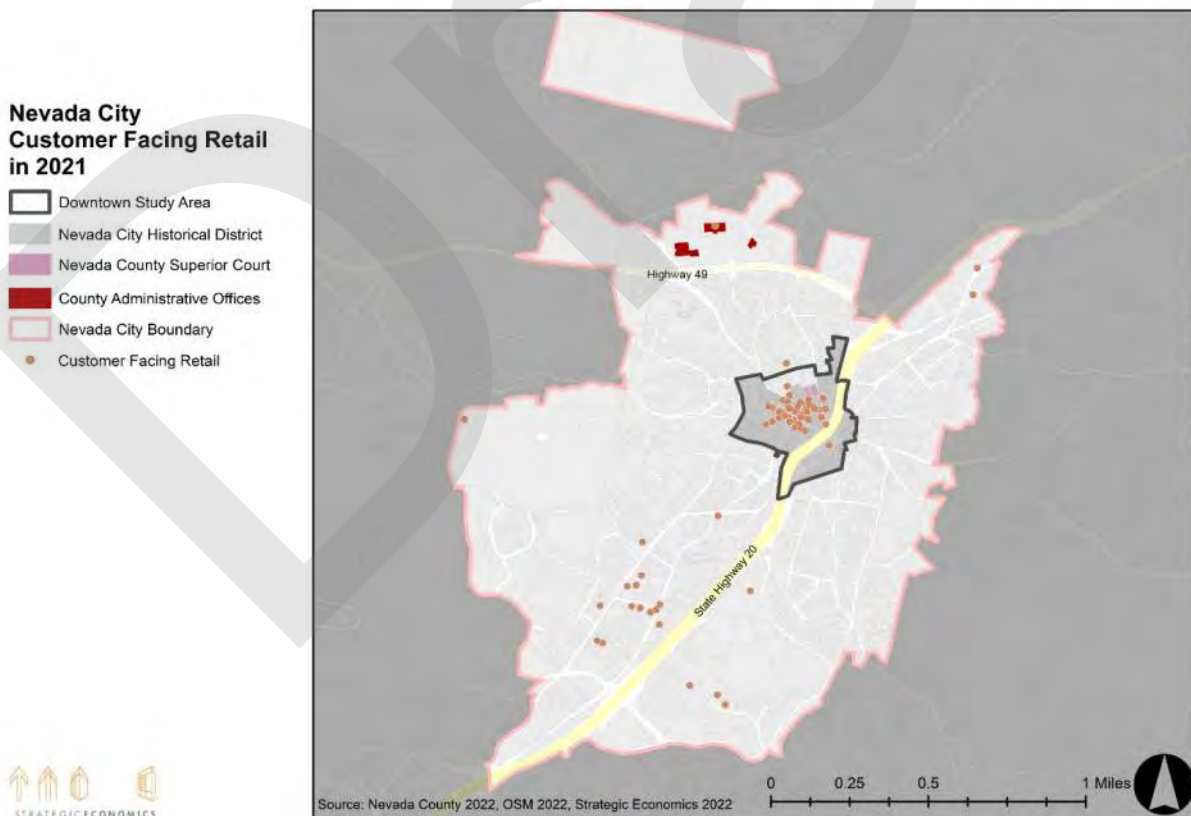 Nevada City
Customer Facing Retail
in 2021
Downtown Study Area
Nevada City Historical District
Nevada County Superior Court
County Administrative Offices
Nevada City Boundary
Customer Facing Retail
Highway 49
State Highway 20
0 0.25 0.5 1 Miles
Source: Nevada County 2022, OSM 2022, Strategic Economics 2022
STRATEGICECONOMICS